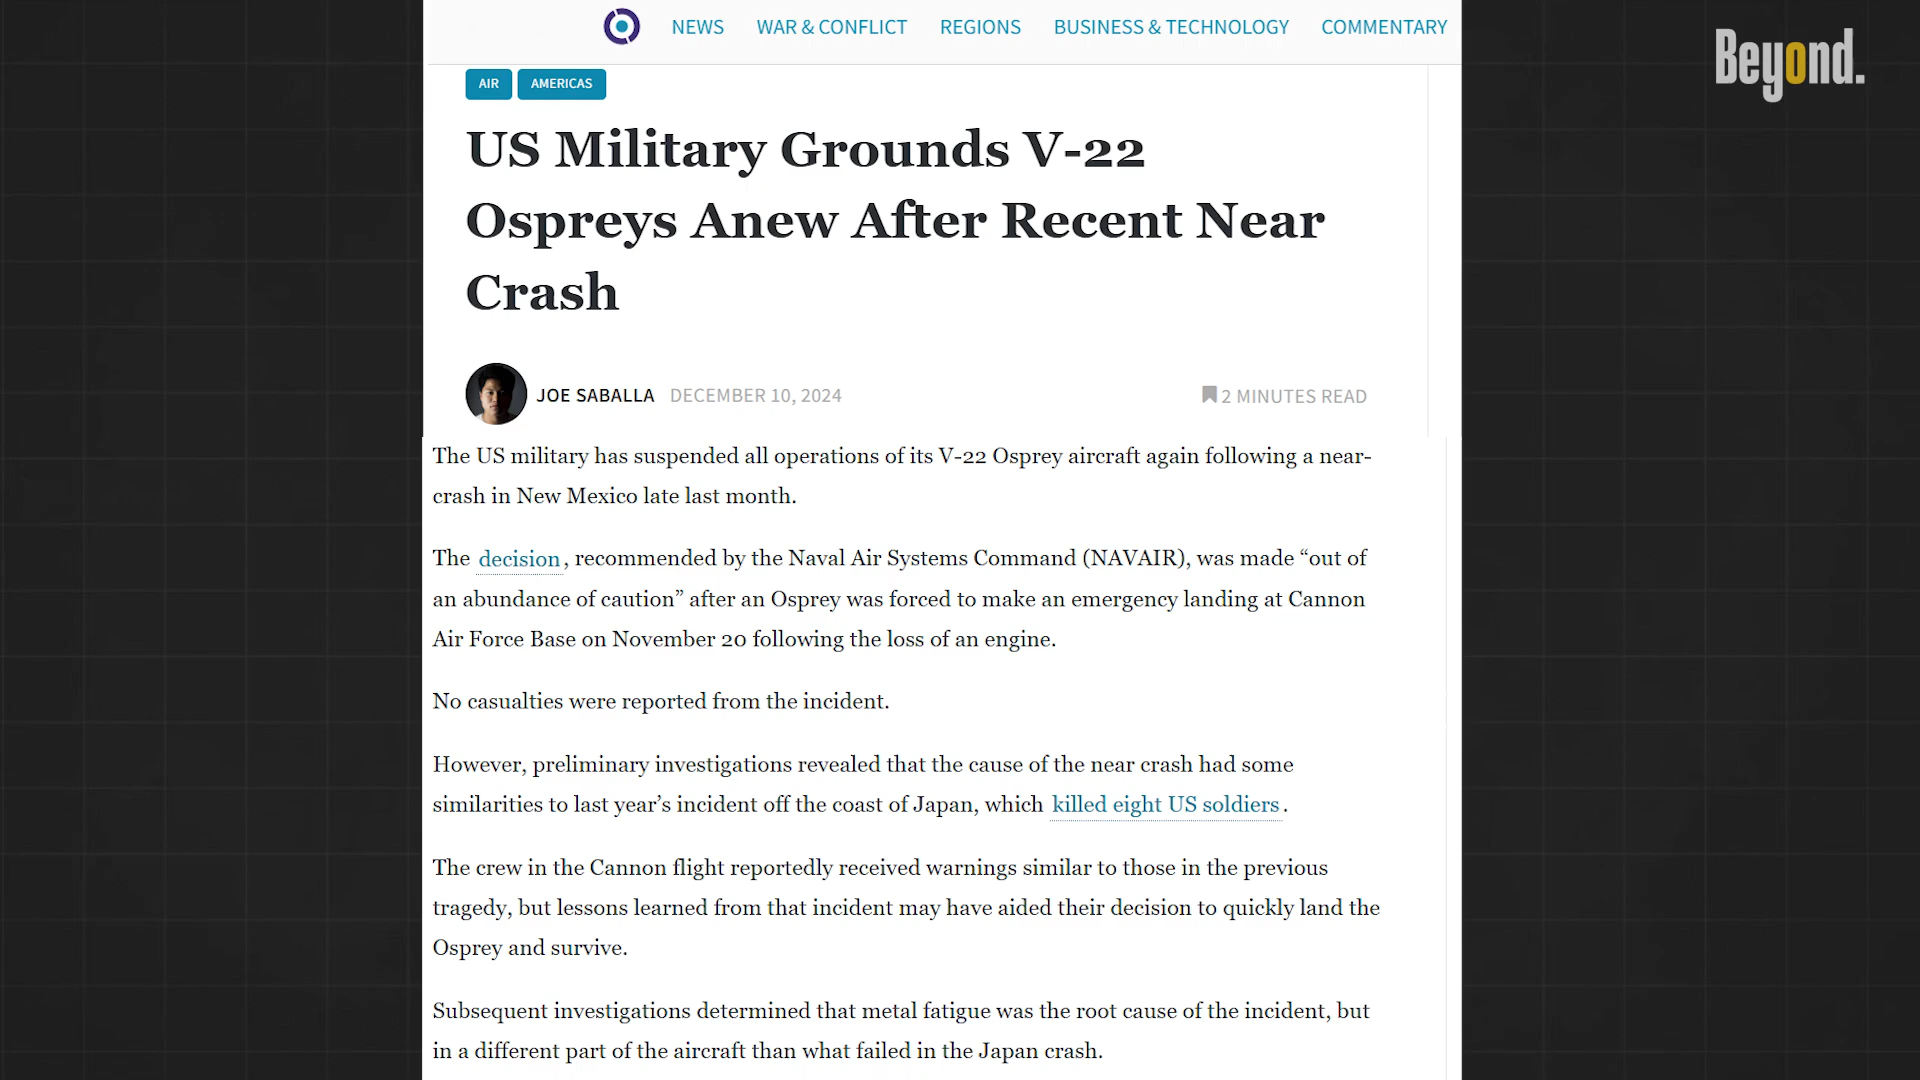 NEWS WAR & CONFLICT REGIONS BUSINESS & TECHNOLOGY COMMENTARY
Beyond.
AIR AMERICAS
US Military Grounds V-22
Ospreys Anew After Recent Near
Crash
JOE SABALLA DECEMBER 10, 2024 2 MINUTES READ
The US military has suspended all operations of its V-22 Osprey aircraft again following a near-
crash in New Mexico late last month.
The decision, recommended by the Naval Air Systems Command (NAVAIR), was made “out of
an abundance of caution” after an Osprey was forced to make an emergency landing at Cannon
Air Force Base on November 20 following the loss of an engine.
No casualties were reported from the incident.
However, preliminary investigations revealed that the cause of the near crash had some
similarities to last year’s incident off the coast of Japan, which killed eight US soldiers.
The crew in the Cannon flight reportedly received warnings similar to those in the previous
tragedy, but lessons learned from that incident may have aided their decision to quickly land the
Osprey and survive.
Subsequent investigations determined that metal fatigue was the root cause of the incident, but
in a different part of the aircraft than what failed in the Japan crash.